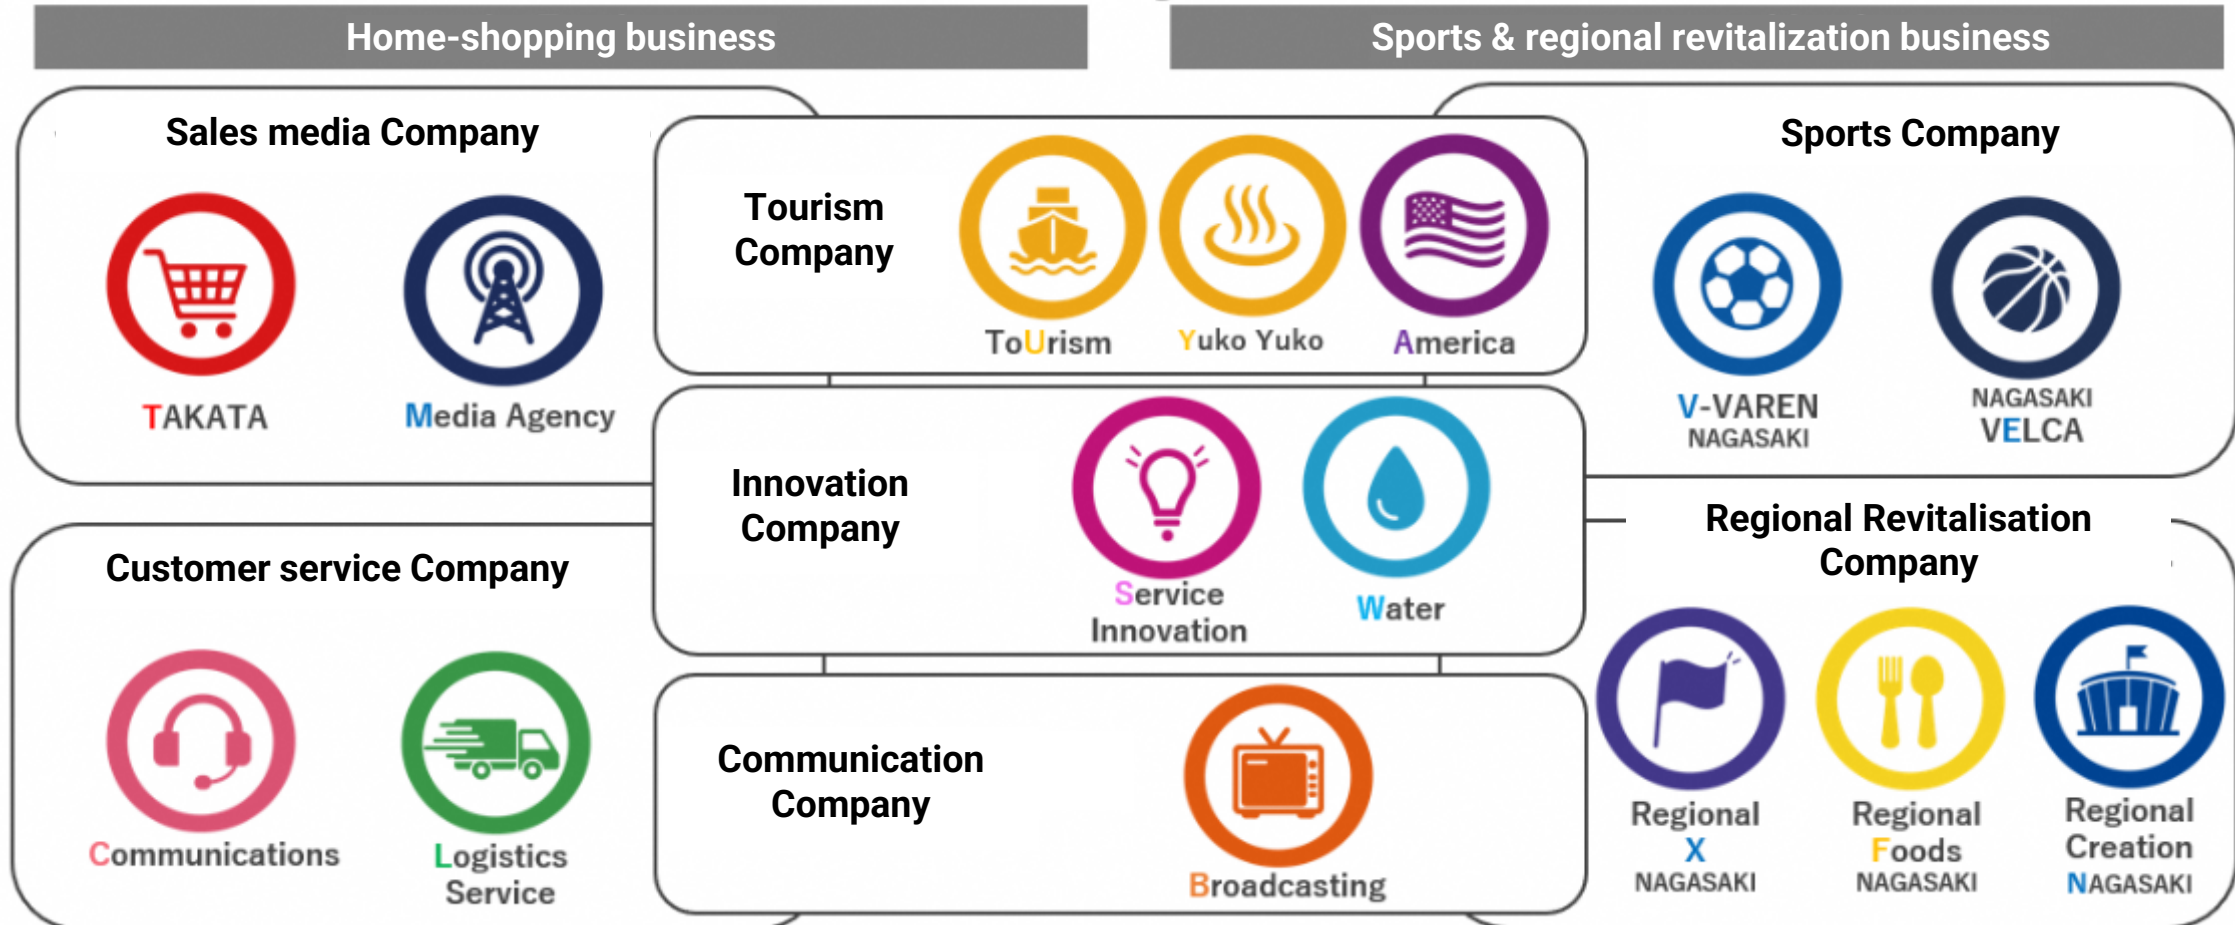 Home-shopping business
Sports & regional revitalization business
Sales media Company
TAKATA
Media Agency
Customer service Company
Communications
Logistics
Service
Tourism
Company
ToUrism
Yuko Yuko
America
Innovation
Company
Service
Innovation
Water
Communication
Company
Broadcasting
Sports Company
V-VAREN
NAGASAKI
NAGASAKI
VELCA
Regional Revitalisation
Company
Regional
X
NAGASAKI
Regional
Foods
NAGASAKI
Regional
Creation
NAGASAKI